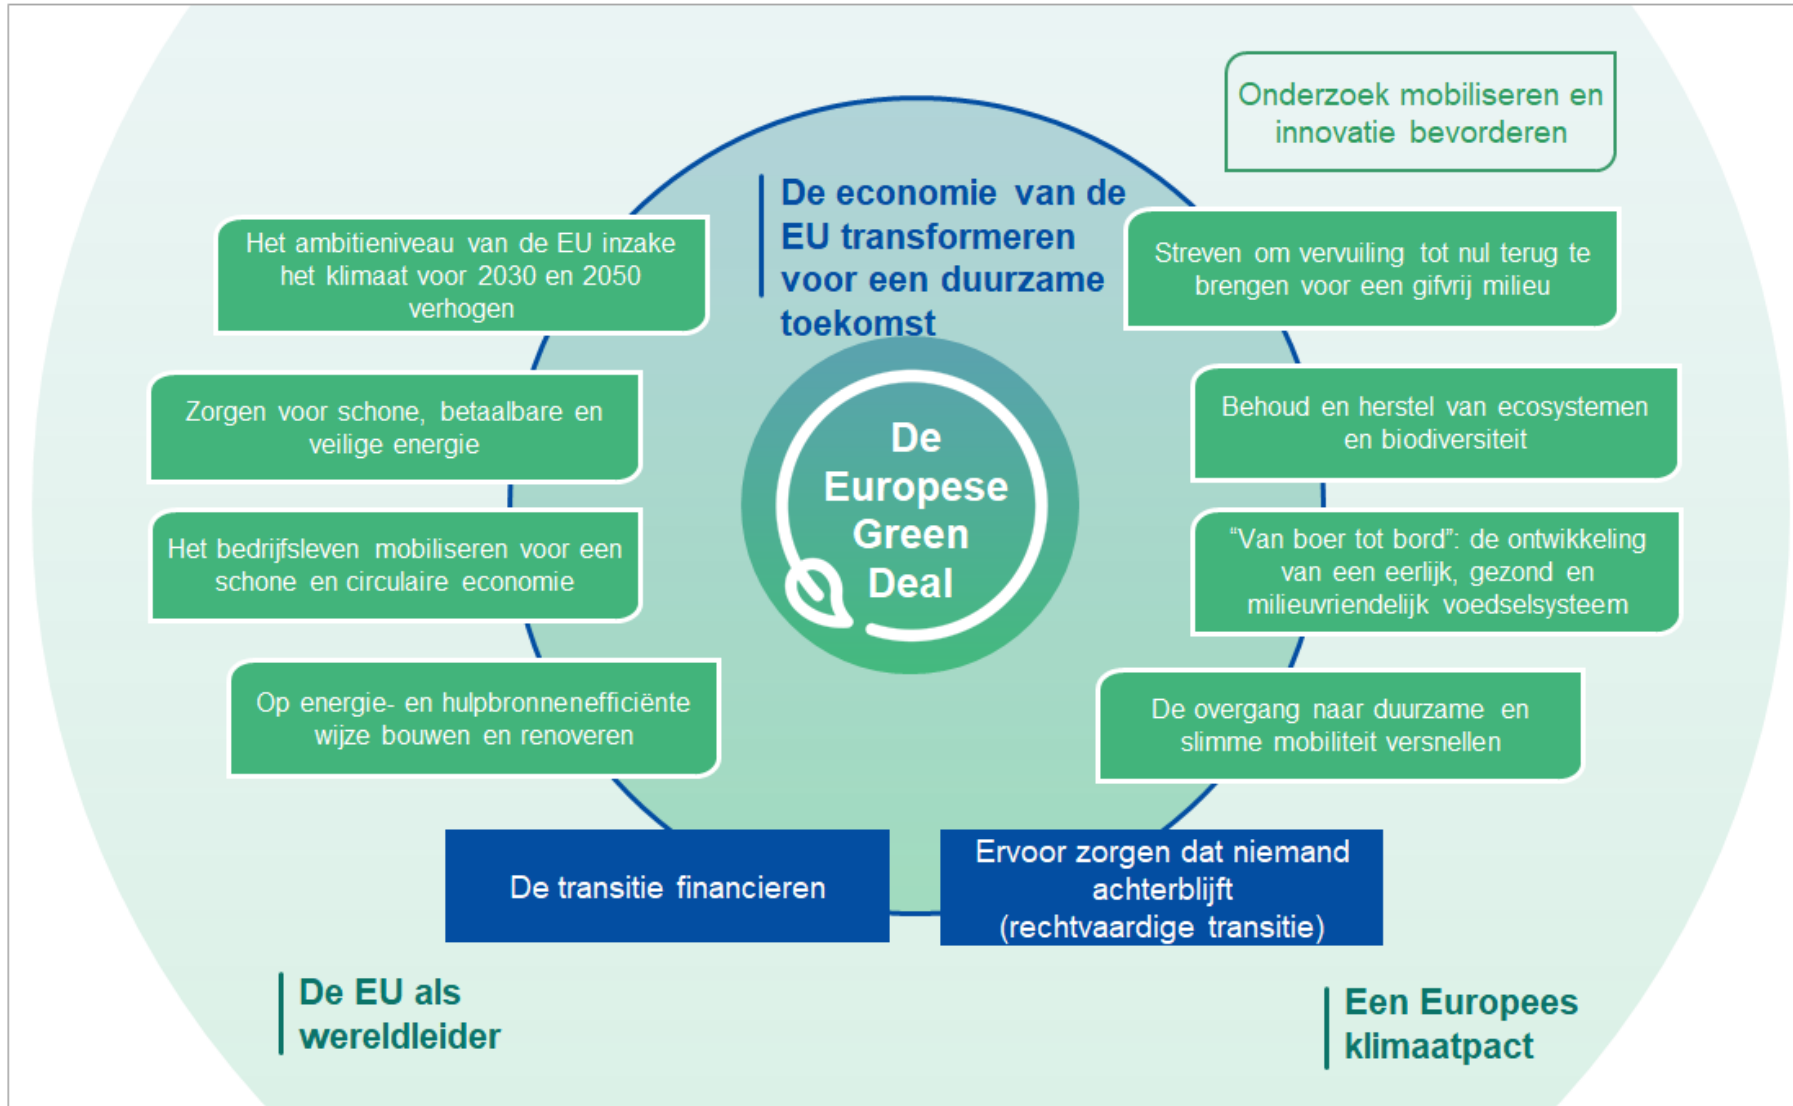 Onderzoek mobiliseren en
innovatie bevorderen
De economie van de
EU transformeren
voor een duurzame
toekomst
Het ambitieniveau van de EU inzake
het klimaat voor 2030 en 2050
verhogen
Streven om vervuiling tot nul terug te
brengen voor een gifvrij milieu
Zorgen voor schone, betaalbare en
veilige energie
Behoud en herstel van ecosystemen
en biodiversiteit
De
Europese
Green
Deal
Het bedrijfsleven mobiliseren voor een
schone en circulaire economie
“Van boer tot bord”: de ontwikkeling
van een eerlijk, gezond en
milieuvriendelijk voedselsysteem
Op energie- en hulpbronnenefficiënte
wijze bouwen en renoveren
De overgang naar duurzame en
slimme mobiliteit versnellen
De transitie financieren
Ervoor zorgen dat niemand
achterblijft
(rechtvaardige transitie)
De EU als
wereldleider
Een Europees
klimaatpact